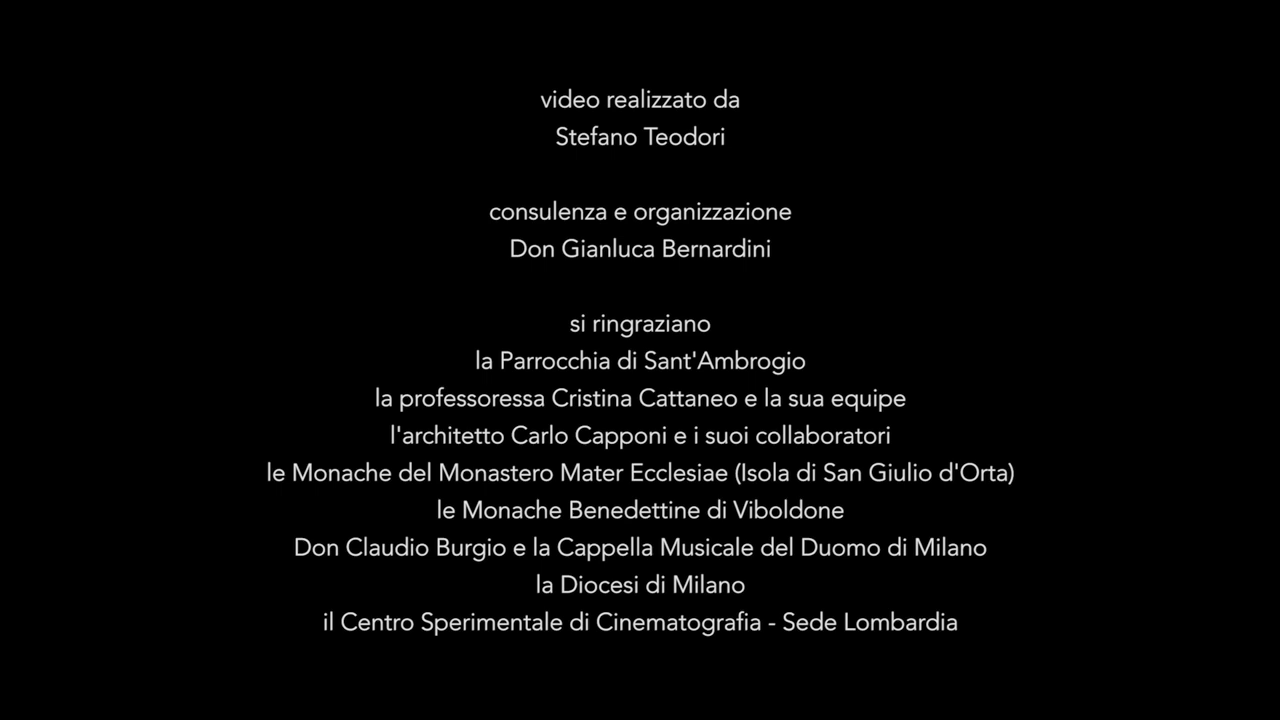 video realizzato da
Stefano Teodori
consulenza e organizzazione
Don Gianluca Bernardini
si ringraziano
la Parrocchia di Sant'Ambrogio
la professoressa Cristina Cattaneo e la sua equipe
l'architetto Carlo Capponi e i suoi collaboratori
le Monache del Monastero Mater Ecclesiae (Isola di San Giulio d'Orta)
le Monache Benedettine di Viboldone
Don Claudio Burgio e la Cappella Musicale del Duomo di Milano
la Diocesi di Milano
il Centro Sperimentale di Cinematografia - Sede Lombardia